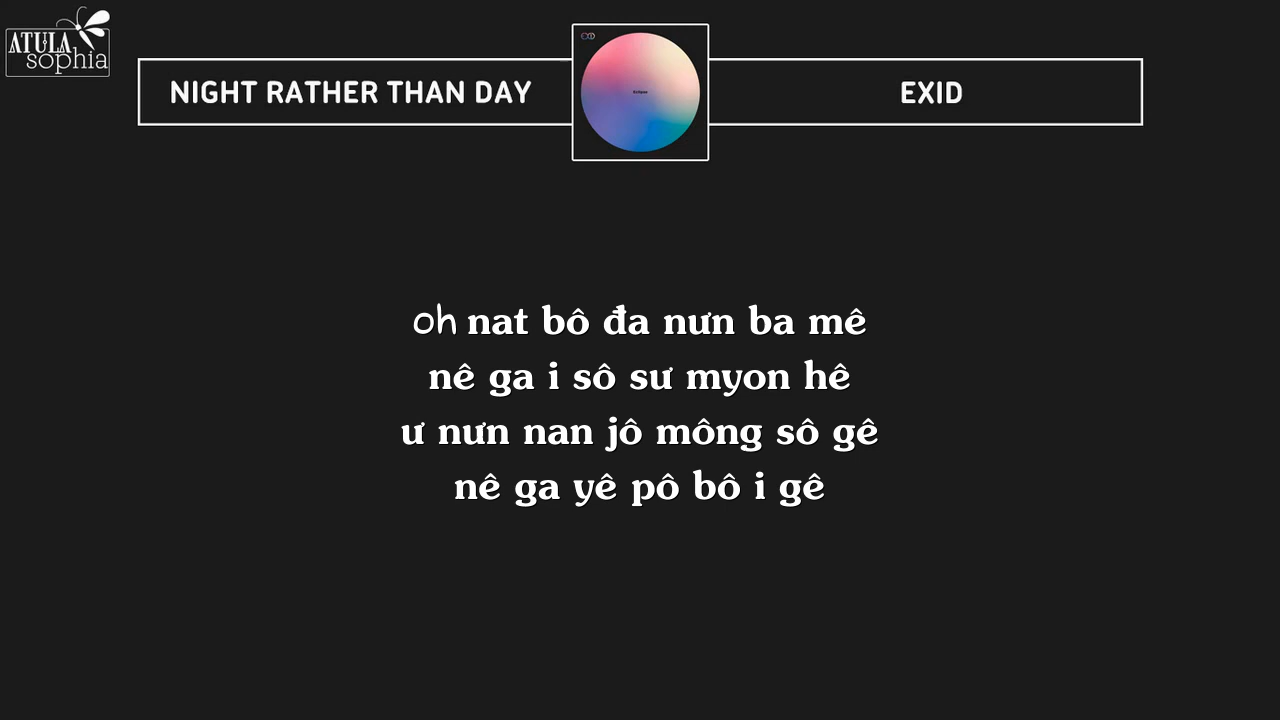 ATULA
sophia
NIGHT RATHER THAN DAY
EXID
oh nat bô đa nưn ba mê
nê ga i sô sư myon hê
ư nưn nan jô mông sô gê
nê ga yê pô bô i gê